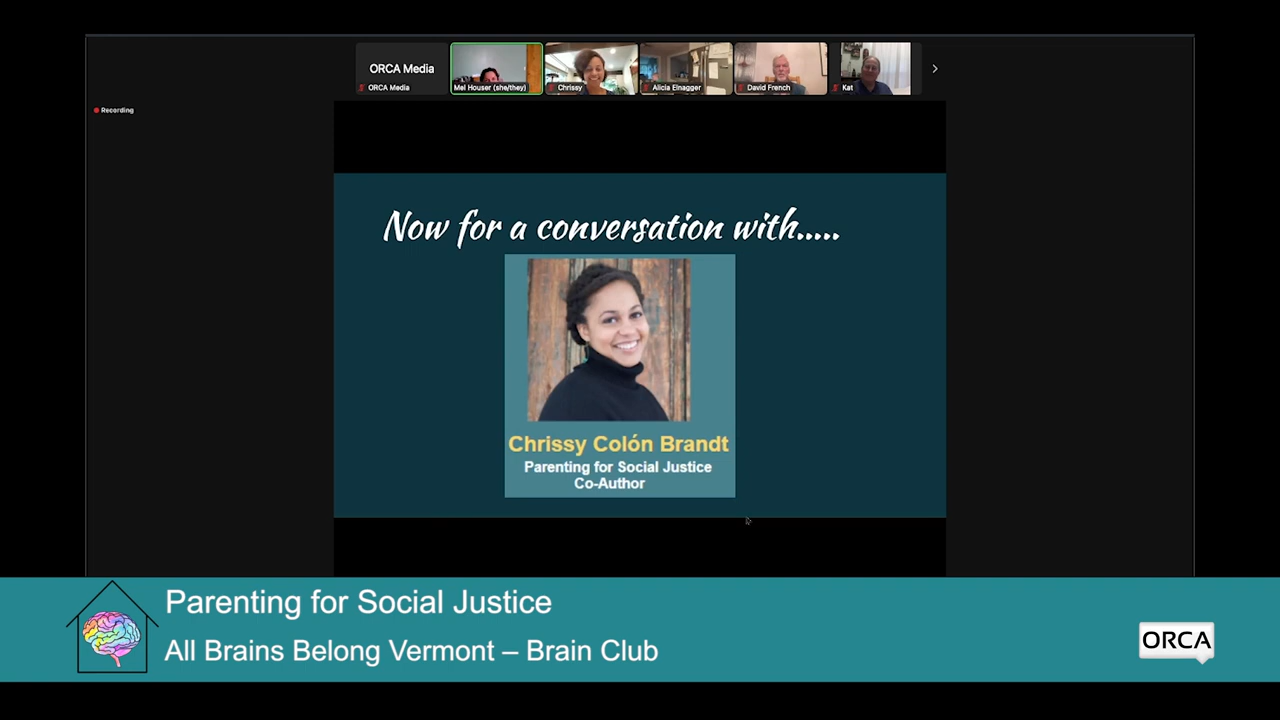 ORCA Media
ORCA Media
Mel Houser (she/they)
Chrissy
Alicia Elnagger
David French
Kat
Recording
Now for a conversation with.....
Chrissy Colón Brandt
Parenting for Social Justice
Co-Author
Parenting for Social Justice
All Brains Belong Vermont – Brain Club
ORCA